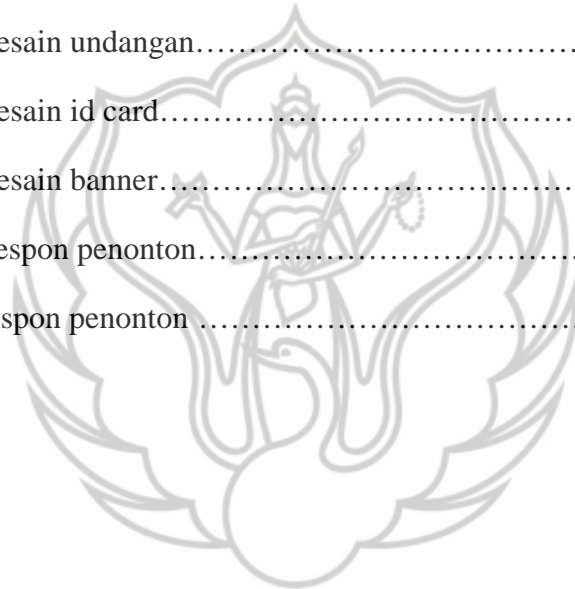 esain undangan……………………………………
esain id card…………………………………………
esain banner…………………………………………
espon penonton……………………………………
spon penonton ……………………………………